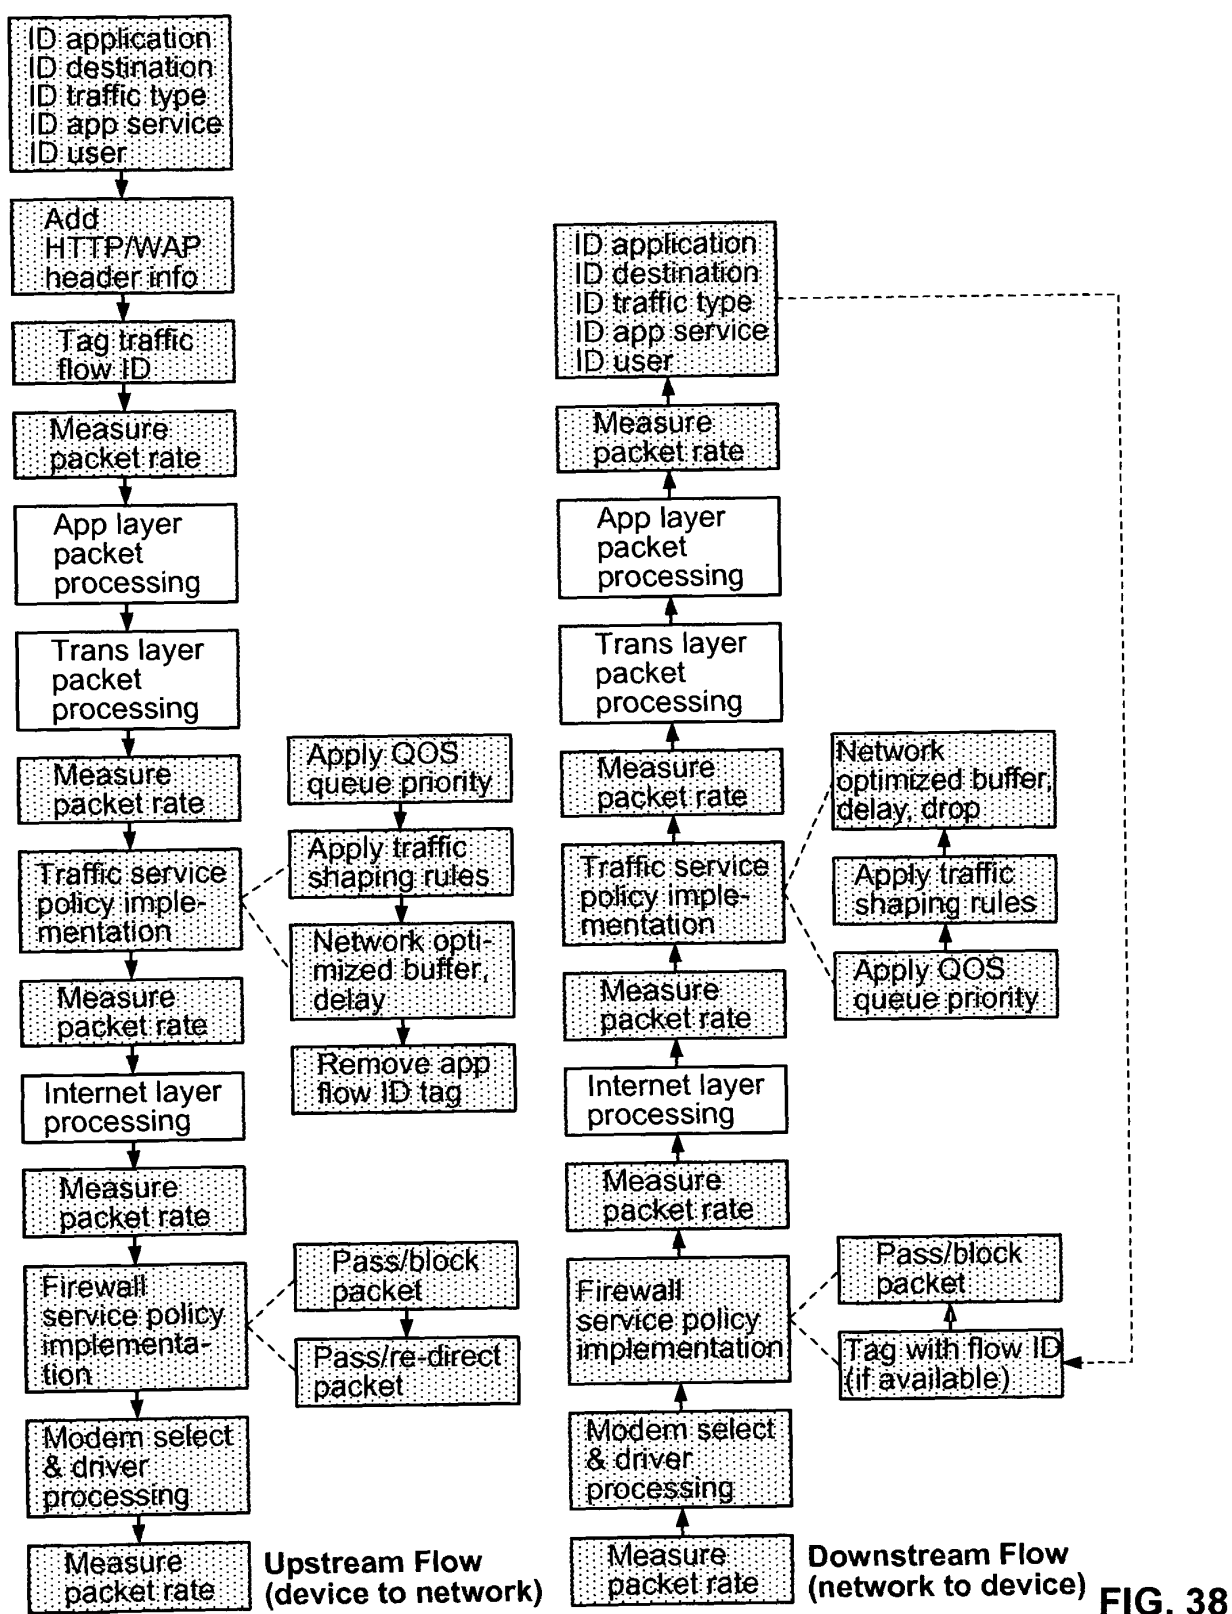 ID application
ID destination
ID traffic type
ID app service
ID user
Add
HTTP/WAP
header info
Tag traffic
flow ID
Measure
packet rate
App layer
packet
processing
Trans layer
packet
processing
Measure
packet rate
Traffic service
policy imple-
mentation
Measure
packet rate
Internet layer
processing
Measure
packet rate
Firewall
service policy
implementa-
tion
Modem select
& driver
processing
Measure
packet rate
Apply QOS
queue priority
Apply traffic
shaping rules
Network opti-
mized buffer,
delay
Remove app
flow ID tag
Pass/block
packet
Pass/re-direct
packet
Upstream Flow
(device to network)
ID application
ID destination
ID traffic type
ID app service
ID user
Measure
packet rate
App layer
packet
processing
Trans layer
packet
processing
Measure
packet rate
Traffic service
policy imple-
mentation
Measure
packet rate
Internet layer
processing
Measure
packet rate
Firewall
service policy
implementation
Modem select
& driver
processing
Measure
packet rate
Network
optimized buffer,
delay, drop
Apply traffic
shaping rules
Apply QOS
queue priority
Pass/block
packet
Tag with flow ID
(if available)
Downstream Flow
(network to device)
FIG. 38